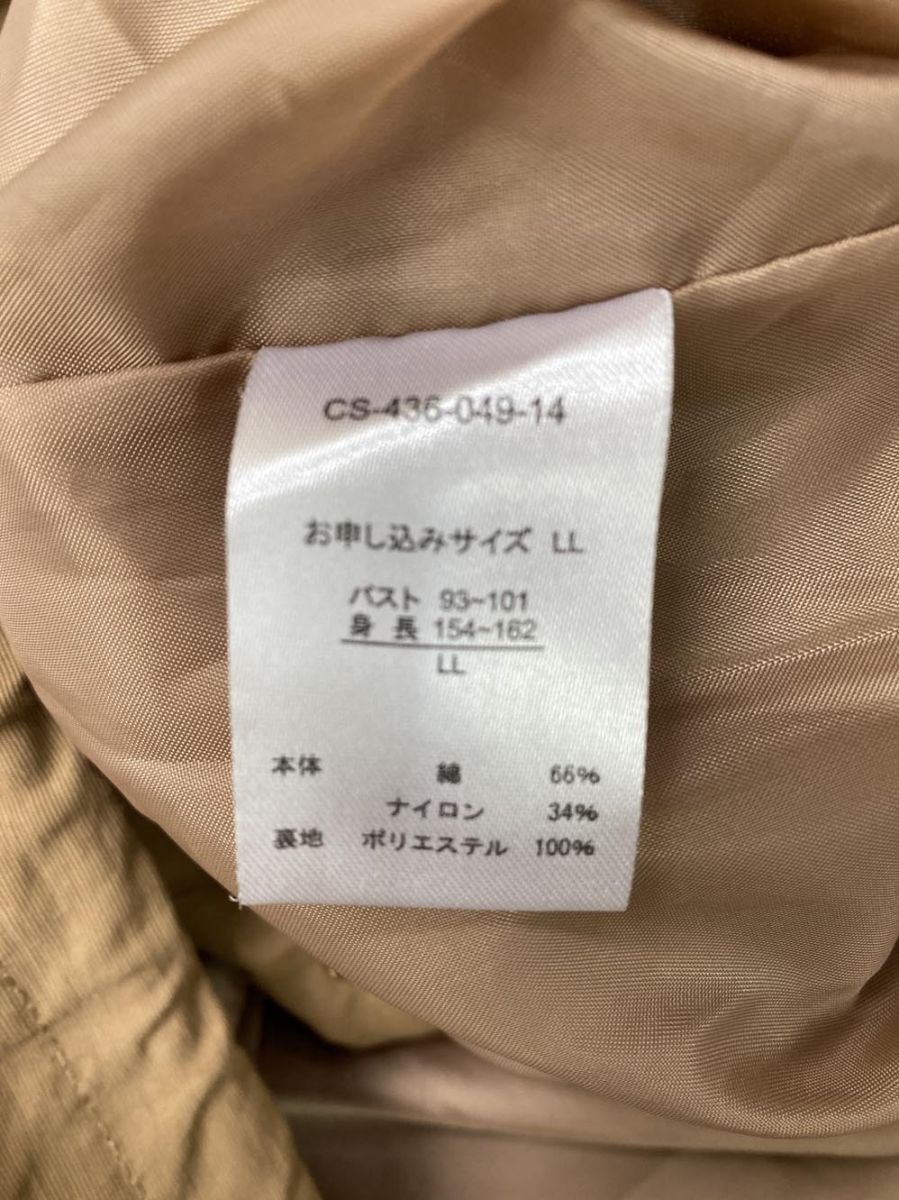 CS-436-049-14
お申し込みサイズ LL
バスト 93~101
身長 154~162
LL
本体 綿 66%
ナイロン 34%
裏地 ポリエステル 100%